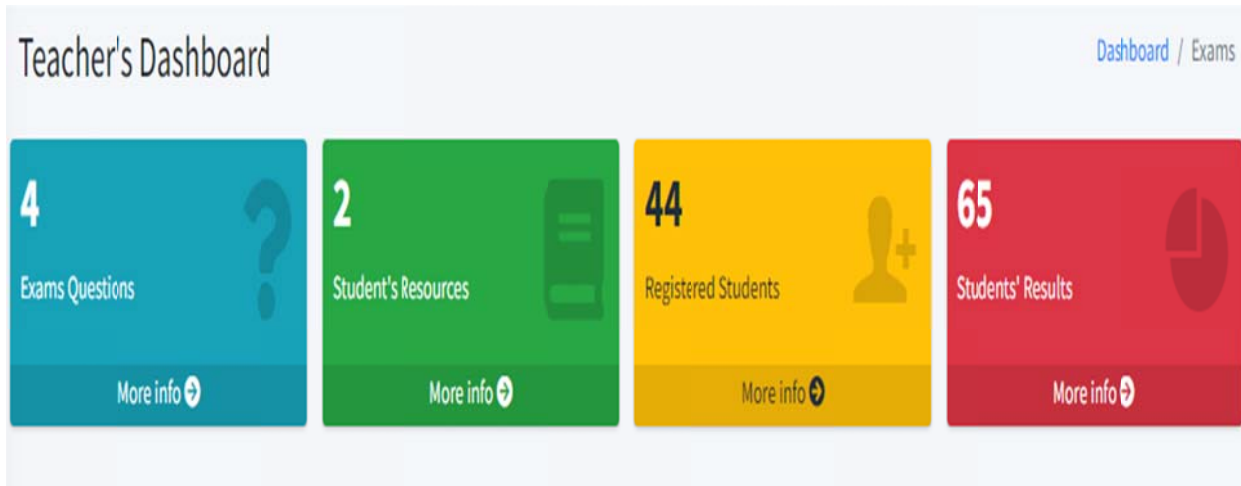 Teacher's Dashboard
Dashboard / Exams
4
Exams Questions
More info
2
Student's Resources
More info
44
Registered Students
More info
65
Students' Results
More info